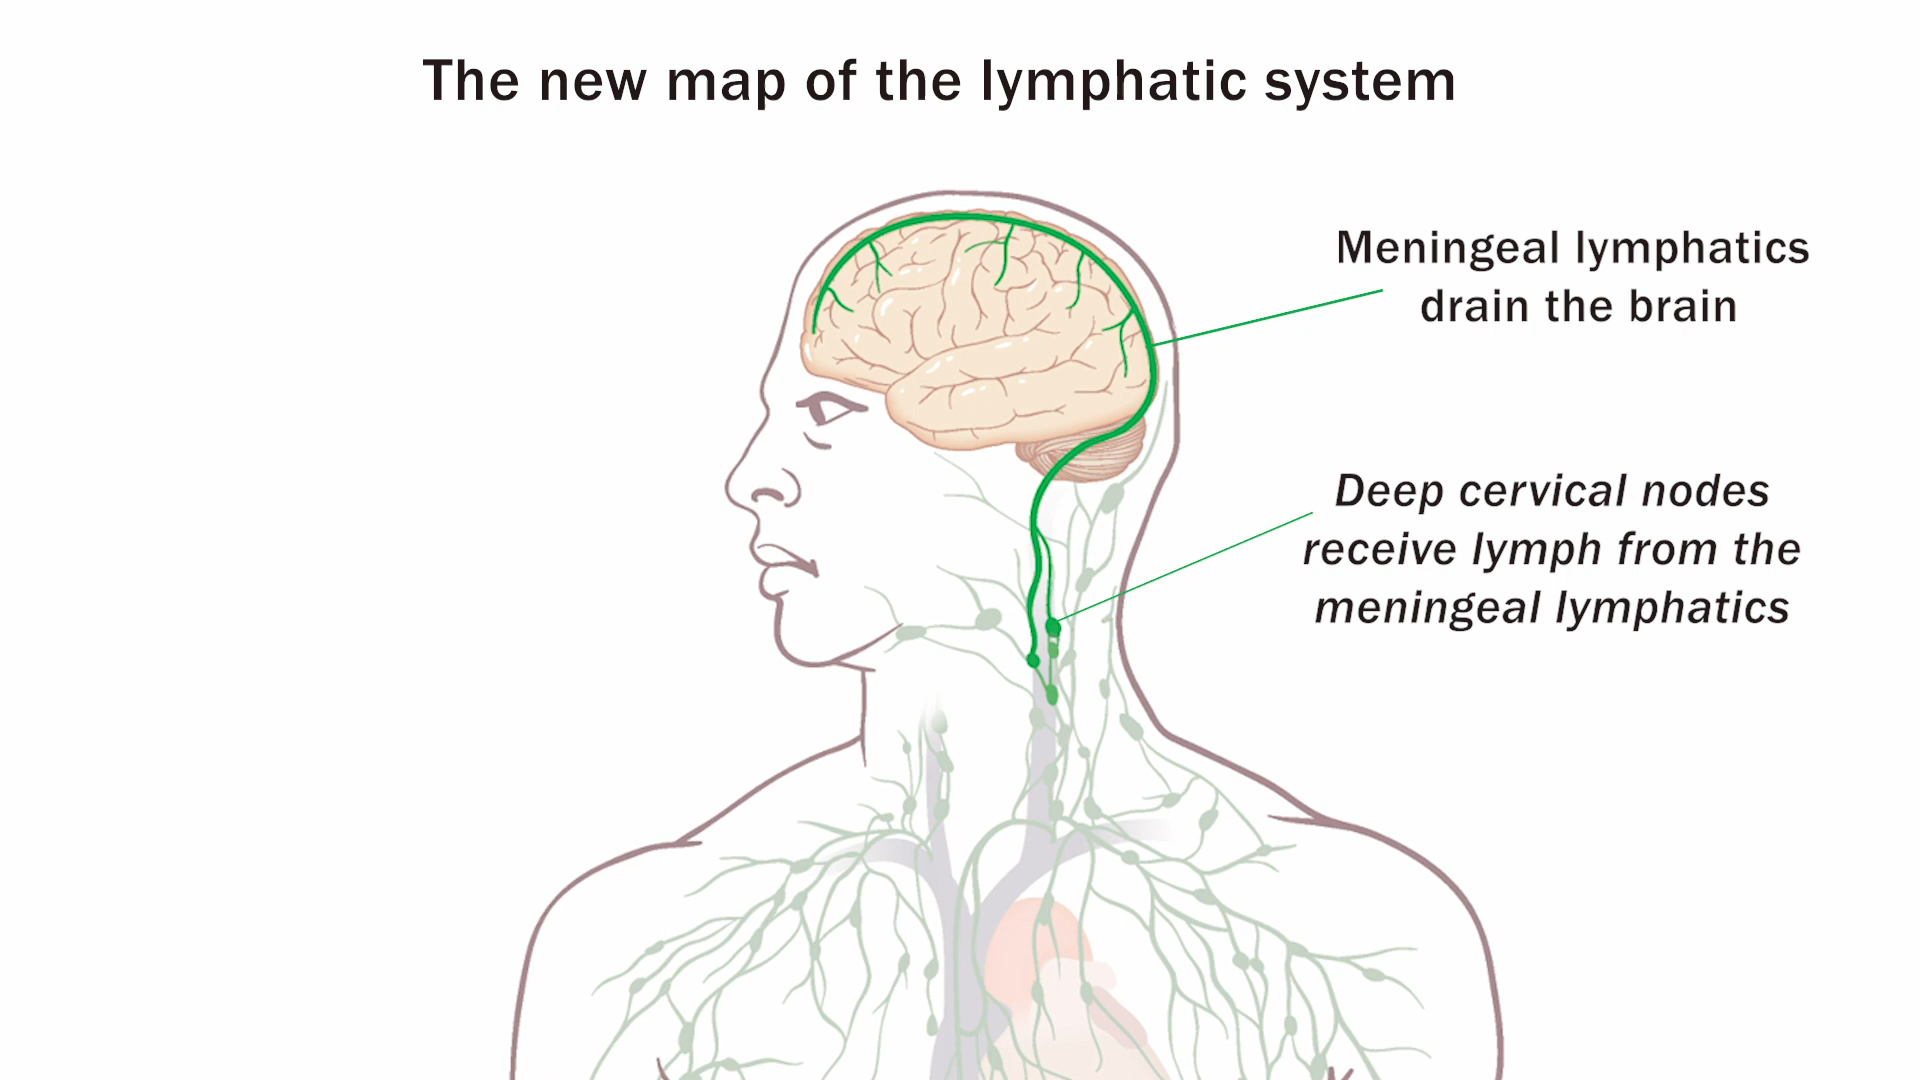 The new map of the lymphatic system
Meningeal lymphatics
drain the brain
Deep cervical nodes
receive lymph from the
meningeal lymphatics